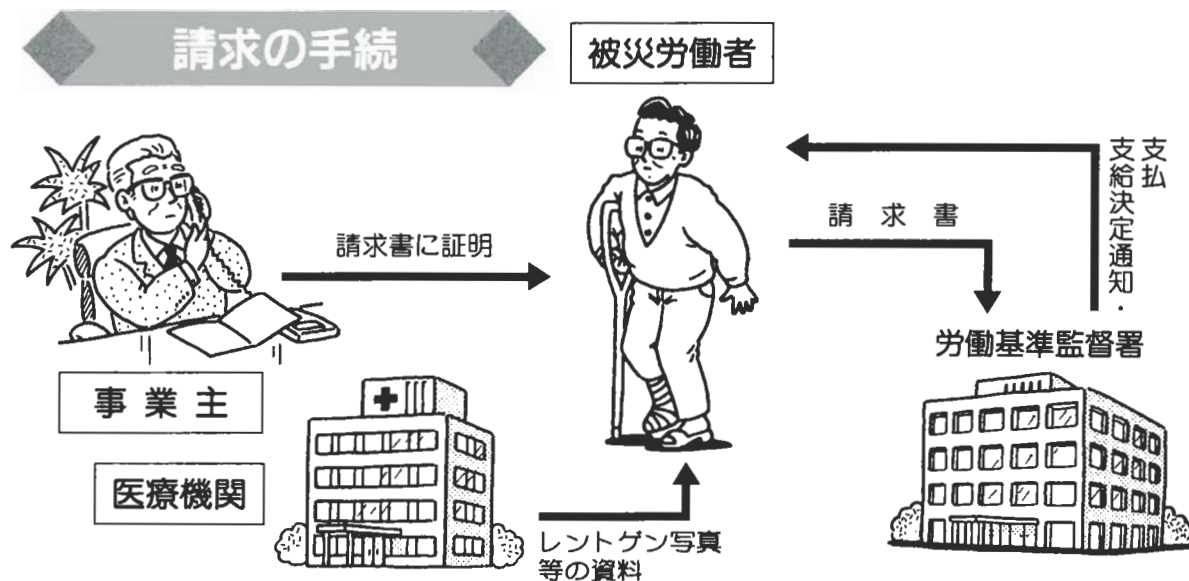 請求の手続
被災労働者
請求書に証明
請求書
支払
支給決定通知・
労働基準監督署
事業主
医療機関
レントゲン写真
等の資料